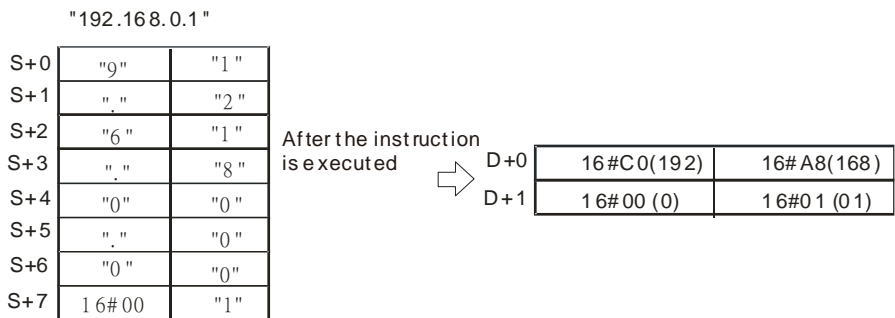 "192.168.0.1"
S+0 "9" "1"
S+1 "." "2"
S+2 "6" "1"
S+3 "." "8"
S+4 "0" "0"
S+5 "." "0"
S+6 "0" "0"
S+7 16#00 "1"
After the instruction
is executed
D+0 16#C0(192) 16#A8(168)
D+1 16#00 (0) 16#01 (01)